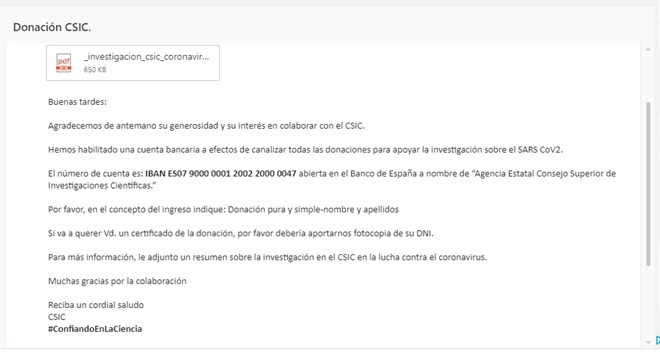 Donación CSIC.
_investigacion_csic_coronavir...
pdf
650 KB
Buenas tardes:
Agradecemos de antemano su generosidad y su interés en colaborar con el CSIC.
Hemos habilitado una cuenta bancaria a efectos de canalizar todas las donaciones para apoyar la investigación sobre el SARS CoV2.
El número de cuenta es: IBAN ES07 9000 0001 2002 2000 0047 abierta en el Banco de España a nombre de “Agencia Estatal Consejo Superior de
Investigaciones Científicas.”
Por favor, en el concepto del ingreso indique: Donación pura y simple-nombre y apellidos
Si va a querer Vd. un certificado de la donación, por favor debería aportarnos fotocopia de su DNI.
Para más información, le adjunto un resumen sobre la investigación en el CSIC en la lucha contra el coronavirus.
Muchas gracias por la colaboración
Reciba un cordial saludo
CSIC
#ConfiandoEnLaCiencia